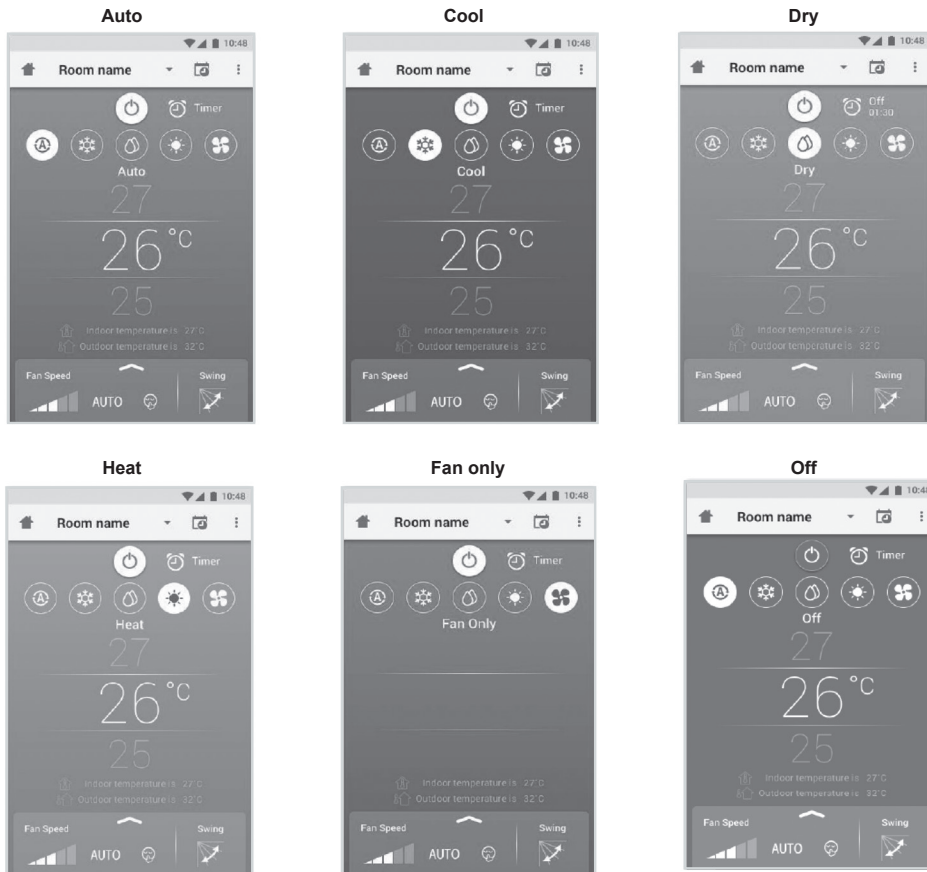 Auto
10:48
Room name
Timer
Auto
27
26 °C
25
Indoor temperature is 27°C
Outdoor temperature is 32°C
Fan Speed
Swing
AUTO
Cool
10:48
Room name
Timer
Cool
27
26 °C
25
Indoor temperature is 27°C
Outdoor temperature is 32°C
Fan Speed
Swing
AUTO
Dry
10:48
Room name
Off
01:30
Dry
27
26 °C
25
Indoor temperature is 27°C
Outdoor temperature is 32°C
Fan Speed
Swing
AUTO
Heat
10:48
Room name
Timer
Heat
27
26 °C
25
Indoor temperature is 27°C
Outdoor temperature is 32°C
Fan Speed
Swing
AUTO
Fan only
10:48
Room name
Timer
Fan Only
Indoor temperature is 27°C
Outdoor temperature is 32°C
Fan Speed
Swing
AUTO
Off
10:48
Room name
Timer
Off
27
26 °C
25
Indoor temperature is 27°C
Outdoor temperature is 32°C
Fan Speed
Swing
AUTO